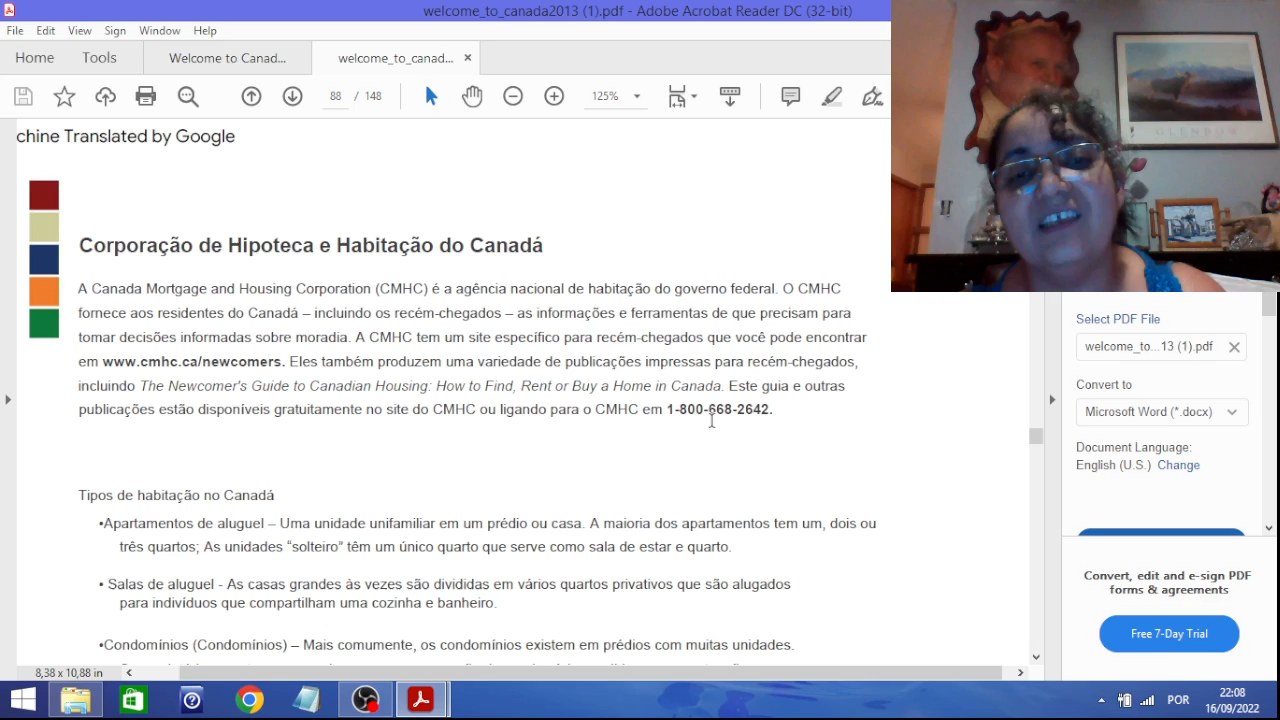 welcome_to_canada2013 (1).pdf - Adobe Acrobat Reader DC (32-bit)
File Edit View Sign Window Help
Home Tools Welcome to Canad... welcome_to_canad... ×
88 / 148 125%
chine Translated by Google
Corporação de Hipoteca e Habitação do Canadá
A Canada Mortgage and Housing Corporation (CMHC) é a agência nacional de habitação do governo federal. O CMHC
fornece aos residentes do Canadá – incluindo os recém-chegados – as informações e ferramentas de que precisam para
tomar decisões informadas sobre moradia. A CMHC tem um site específico para recém-chegados que você pode encontrar
em www.cmhc.ca/newcomers. Eles também produzem uma variedade de publicações impressas para recém-chegados,
incluindo The Newcomer's Guide to Canadian Housing: How to Find, Rent or Buy a Home in Canada. Este guia e outras
publicações estão disponíveis gratuitamente no site do CMHC ou ligando para o CMHC em 1-800-668-2642.
Tipos de habitação no Canadá
•Apartamentos de aluguel – Uma unidade unifamiliar em um prédio ou casa. A maioria dos apartamentos tem um, dois ou
três quartos; As unidades “solteiro” têm um único quarto que serve como sala de estar e quarto.
• Salas de aluguel - As casas grandes às vezes são divididas em vários quartos privativos que são alugados
para indivíduos que compartilham uma cozinha e banheiro.
•Condomínios (Condomínios) – Mais comumente, os condomínios existem em prédios com muitas unidades.
8,38 x 10,88 in
GLENDON
Select PDF File
welcome_to...13 (1).pdf
Convert to
Microsoft Word (*.docx)
Document Language:
English (U.S.) Change
Convert, edit and e-sign PDF
forms & agreements
Free 7-Day Trial
POR
22:08
16/09/2022